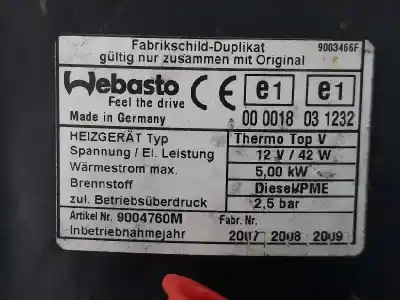 Fabrikschild-Duplikat 9003466F
gültig nur zusammen mit Original
Webasto CE e1 e1
Feel the drive
Made in Germany 00 0018 03 1232
HEIZGERÄT Typ Thermo Top V
Spannung / El. Leistung 12 V / 42 W
Wärmestrom max. 5,00 kW
Brennstoff Diesel/PME
zul. Betriebsüberdruck 2,5 bar
Artikel Nr. 9004760M Fabr. Nr.
Inbetriebnahmejahr 2007 2008 2009